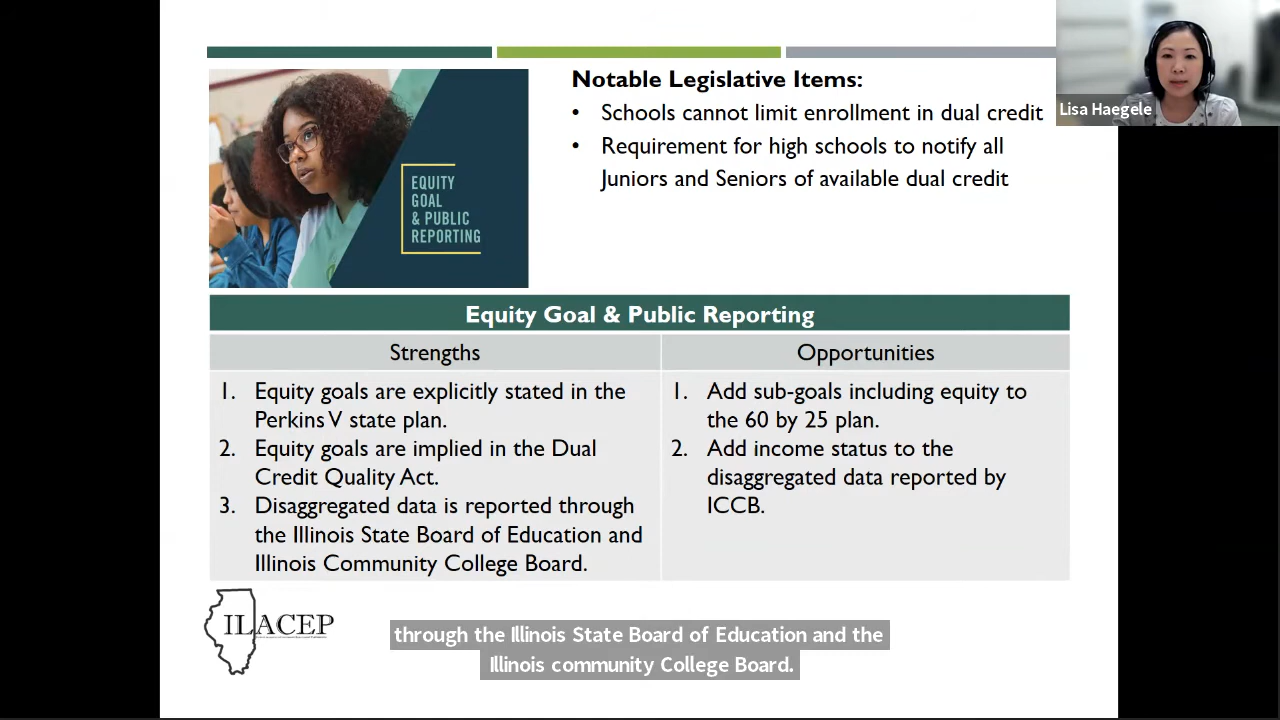 Notable Legislative Items:
• Schools cannot limit enrollment in dual credit
• Requirement for high schools to notify all
Juniors and Seniors of available dual credit
Lisa Haegele
EQUITY
GOAL
& PUBLIC
REPORTING
Equity Goal & Public Reporting
Strengths
Opportunities
1. Equity goals are explicitly stated in the
Perkins V state plan.
2. Equity goals are implied in the Dual
Credit Quality Act.
3. Disaggregated data is reported through
the Illinois State Board of Education and
Illinois Community College Board.
1. Add sub-goals including equity to
the 60 by 25 plan.
2. Add income status to the
disaggregated data reported by
ICCB.
ILACEP
through the Illinois State Board of Education and the
Illinois community College Board.